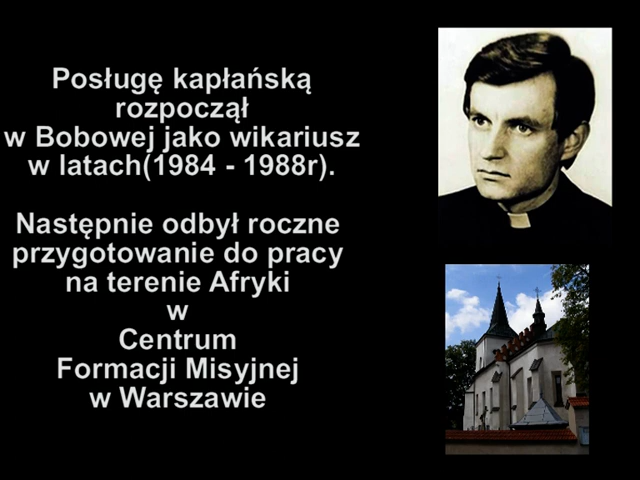 Posługę kapłańską
rozpoczął
w Bobowej jako wikariusz
w latach(1984 - 1988r).
Następnie odbył roczne
przygotowanie do pracy
na terenie Afryki
w
Centrum
Formacji Misyjnej
w Warszawie